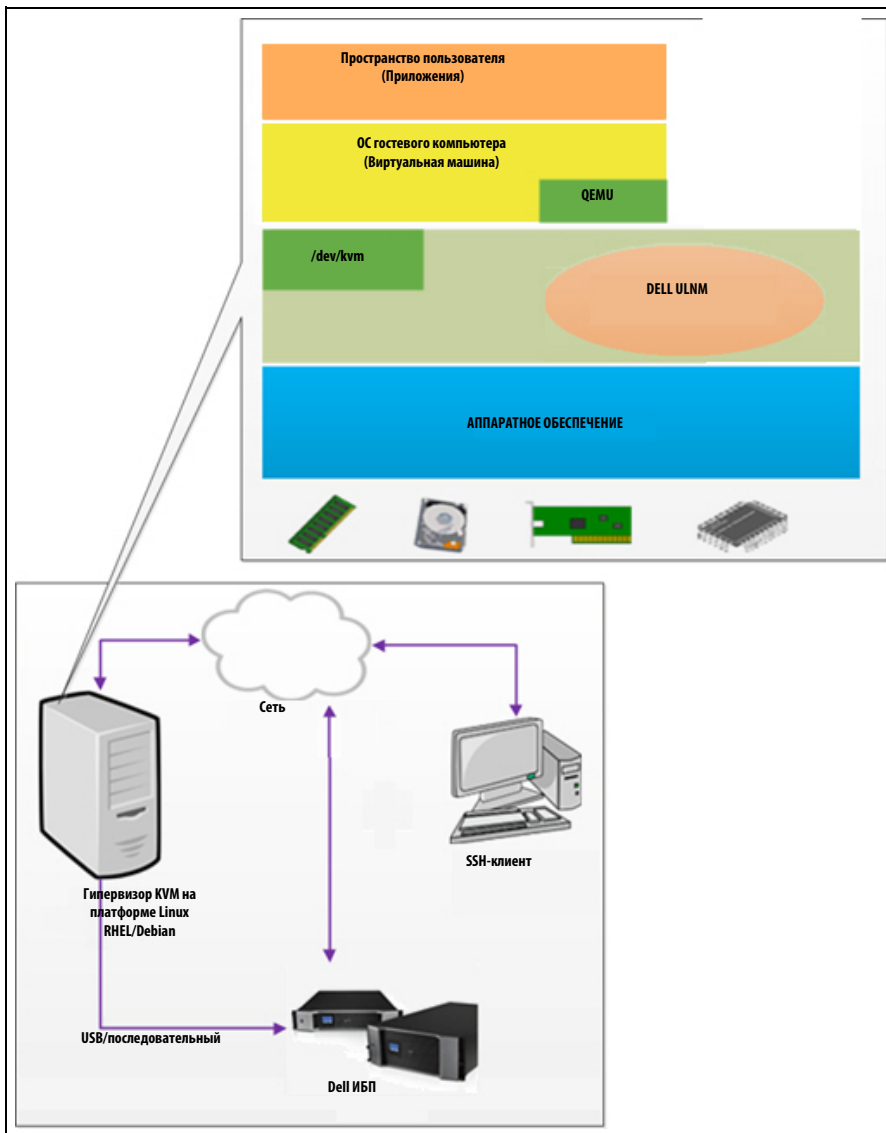 Пространство пользователя
(Приложения)
ОС гостевого компьютера
(Виртуальная машина)
QEMU
/dev/kvm
DELL ULNM
АППАРАТНОЕ ОБЕСПЕЧЕНИЕ
Сеть
SSH-клиент
Гипервизор KVM на
платформе Linux
RHEL/Debian
USB/последовательный
Dell ИБП